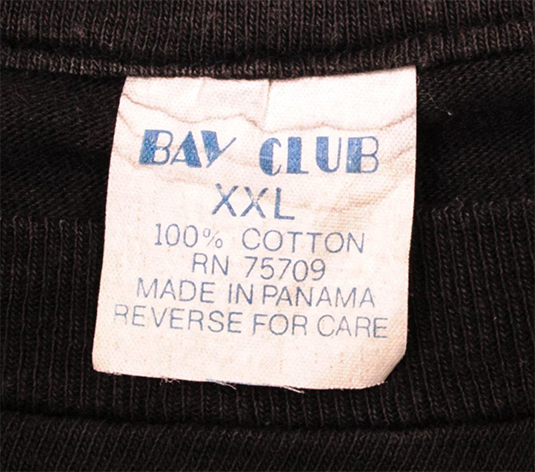 BAY CLUB
XXL
100% COTTON
RN 75709
MADE IN PANAMA
REVERSE FOR CARE